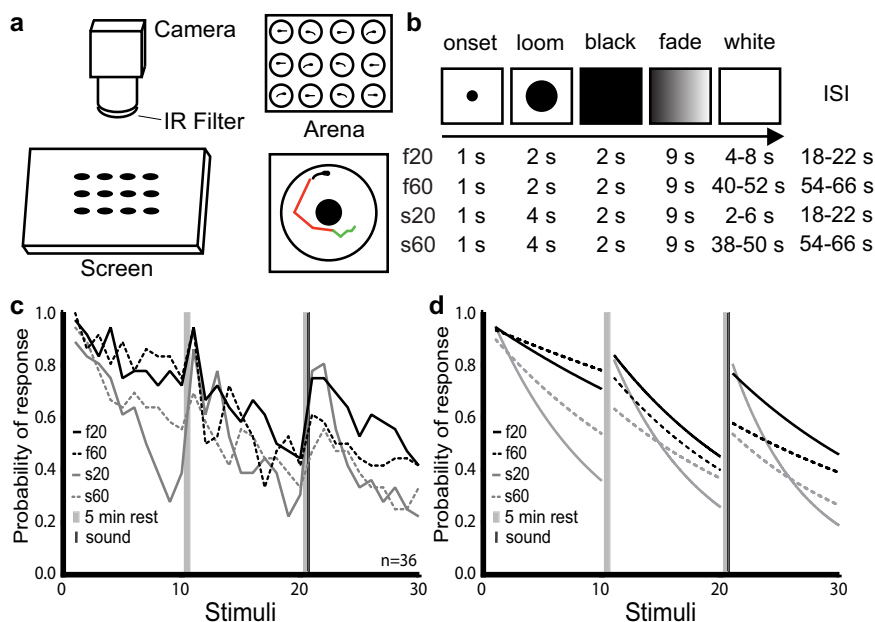 a
Camera
IR Filter
Arena
Screen
b
onset loom black fade white
ISI
f20 1 s 2 s 2 s 9 s 4-8 s 18-22 s
f60 1 s 2 s 2 s 9 s 40-52 s 54-66 s
s20 1 s 4 s 2 s 9 s 2-6 s 18-22 s
s60 1 s 4 s 2 s 9 s 38-50 s 54-66 s
c
Probability of response
1.0
0.8
0.6
0.4
0.2
0.0
f20
f60
s20
s60
5 min rest
sound
n=36
0 10 20 30
Stimuli
d
Probability of response
1.0
0.8
0.6
0.4
0.2
0.0
f20
f60
s20
s60
5 min rest
sound
0 10 20 30
Stimuli